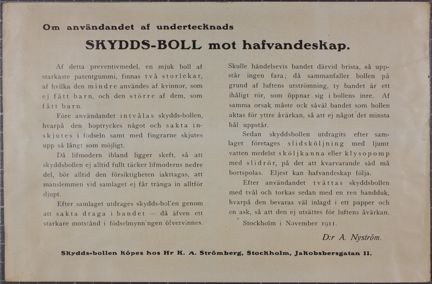 Om användandet af undertecknads
SKYDDS-BOLL mot hafvandeskap.
Af detta preventivmedel, en mjuk boll af
starkaste patentgummi, finnas två storlekar,
af hvilka den mindre användes af kvinnor, som
ej fått barn, och den större af dem, som
fått barn.
Före användandet intvålas skydds-bollen,
hvarpå den hoptryckes något och sakta in-
skjutes i lifdseln samt med fingrarne skjutes
upp så långt som möjligt.
Då lifmodern ibland ligger skeft, så att
skyddsbollen ej alltid fullt täcker lifmoderns nedre
del, bör alltid den försiktigheten iakttagas, att
manslemmen vid samlaget ej får tränga in alltför
djupt.
Efter samlaget utdrages skydds-bollen genom
att sakta draga i bandet — då äfven ett
starkare motstånd i födselmynningen öfvervinnes.
Skulle händelsevis bandet därvid brista, så upp-
står ingen fara; då sammanfaller bollen på
grund af luftens utströmning, ty bandet är ett
ihåligt rör, som öppnar sig i bollens inre. Af
samma orsak måste ock såväl bandet som bollen
aktas för yttre åverkan, så att ej något det minsta
hål uppstår.
Sedan skyddsbollen utdragits efter sam-
laget företages slidsköljning med ljumt
vatten medelst sköljkanna eller klysopomp
med slidrör, på det att kvarvarande säd må
bortspolas. Eljest kan hafvandeskap följa.
Efter användandet tvättas skyddsbollen
med tvål och torkas sedan med en ren handduk,
hvarpå den bevaras väl inlagd i ett papper och
en ask, så att den ej utsättes för luftens åvärkan.
Stockholm i November 1911.
D:r A. Nyström.
Skydds-bollen köpes hos Hr K. A. Strömberg, Stockholm, Jakobsbergsgatan 11.